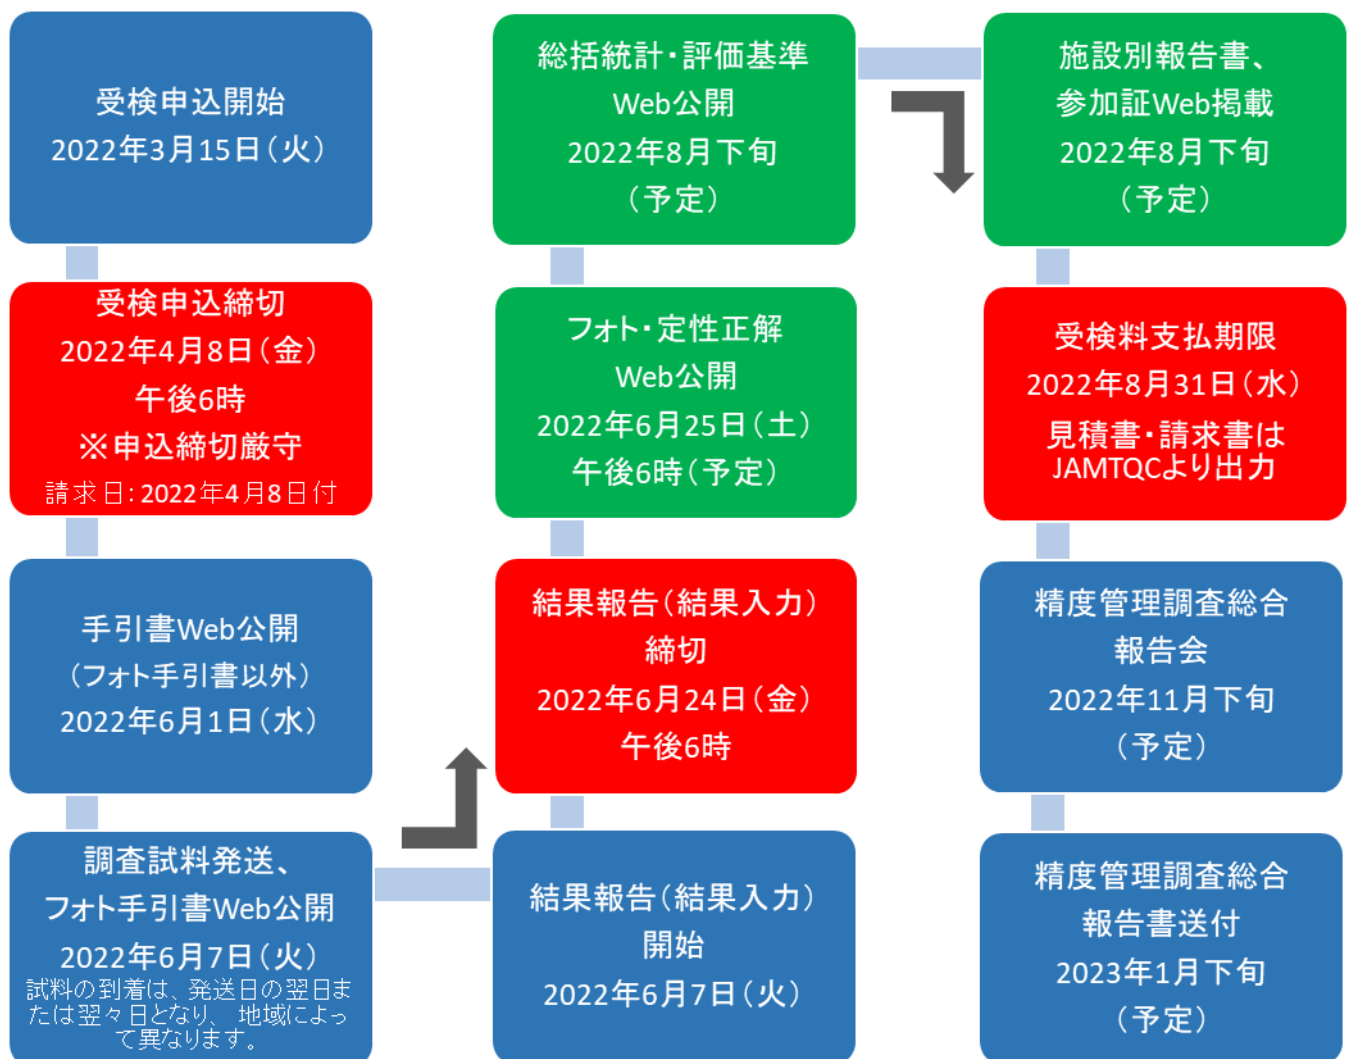 受検申込開始
2022年3月15日(火)
受検申込締切
2022年4月8日(金)
午後6時
※申込締切厳守
請求日:2022年4月8日付
手引書Web公開
(フォト手引書以外)
2022年6月1日(水)
調査試料発送、
フォト手引書Web公開
2022年6月7日(火)
試料の到着は、発送日の翌日ま
たは翌々日となり、 地域によっ
て異なります。
結果報告(結果入力)
開始
2022年6月7日(火)
結果報告(結果入力)
締切
2022年6月24日(金)
午後6時
フォト・定性正解
Web公開
2022年6月25日(土)
午後6時(予定)
総括統計・評価基準
Web公開
2022年8月下旬
(予定)
施設別報告書、
参加証Web掲載
2022年8月下旬
(予定)
受検料支払期限
2022年8月31日(水)
見積書・請求書は
JAMTQCより出力
精度管理調査総合
報告会
2022年11月下旬
(予定)
精度管理調査総合
報告書送付
2023年1月下旬
(予定)